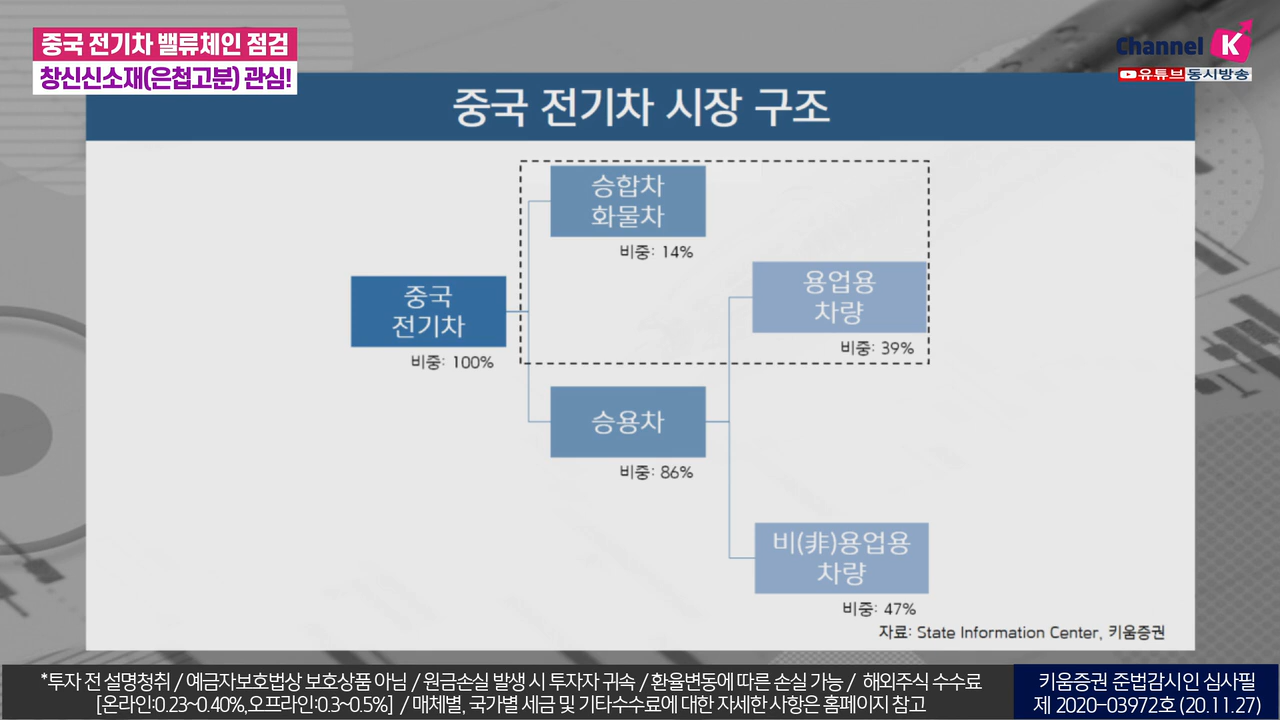 중국 전기차 밸류체인 점검
창신신소재(은첩고분) 관심!
Channel K
유튜브 동시방송
중국 전기차 시장 구조
승합차
화물차
비중: 14%
용업용
차량
비중: 39%
중국
전기차
비중: 100%
승용차
비중: 86%
비(非)용업용
차량
비중: 47%
자료: State Information Center, 키움증권
*투자 전 설명청취 / 예금자보호법상 보호상품 아님 / 원금손실 발생 시 투자자 귀속 / 환율변동에 따른 손실 가능 / 해외주식 수수료
[온라인:0.23~0.40%,오프라인:0.3~0.5%] / 매체별, 국가별 세금 및 기타수수료에 대한 자세한 사항은 홈페이지 참고
키움증권 준법감시인 심사필
제 2020-03972호 (20.11.27)